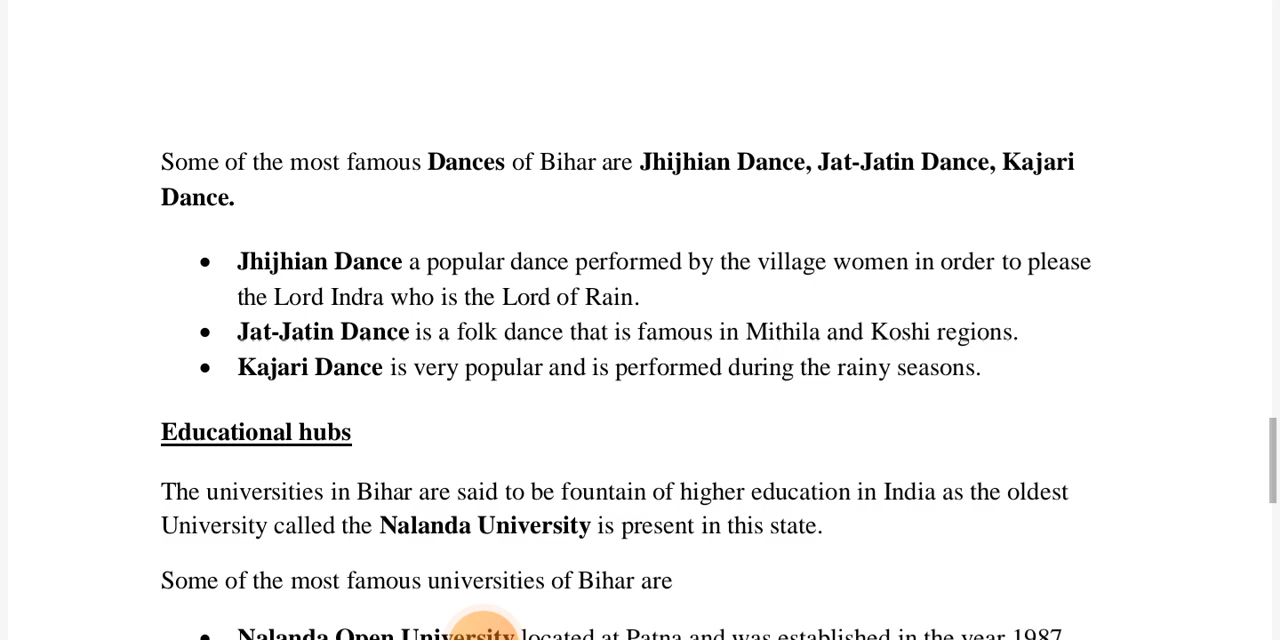 Some of the most famous Dances of Bihar are Jhijhian Dance, Jat-Jatin Dance, Kajari
Dance.
• Jhijhian Dance a popular dance performed by the village women in order to please
the Lord Indra who is the Lord of Rain.
• Jat-Jatin Dance is a folk dance that is famous in Mithila and Koshi regions.
• Kajari Dance is very popular and is performed during the rainy seasons.
Educational hubs
The universities in Bihar are said to be fountain of higher education in India as the oldest
University called the Nalanda University is present in this state.
Some of the most famous universities of Bihar are
• Nalanda Open University located at Patna and was established in the year 1987